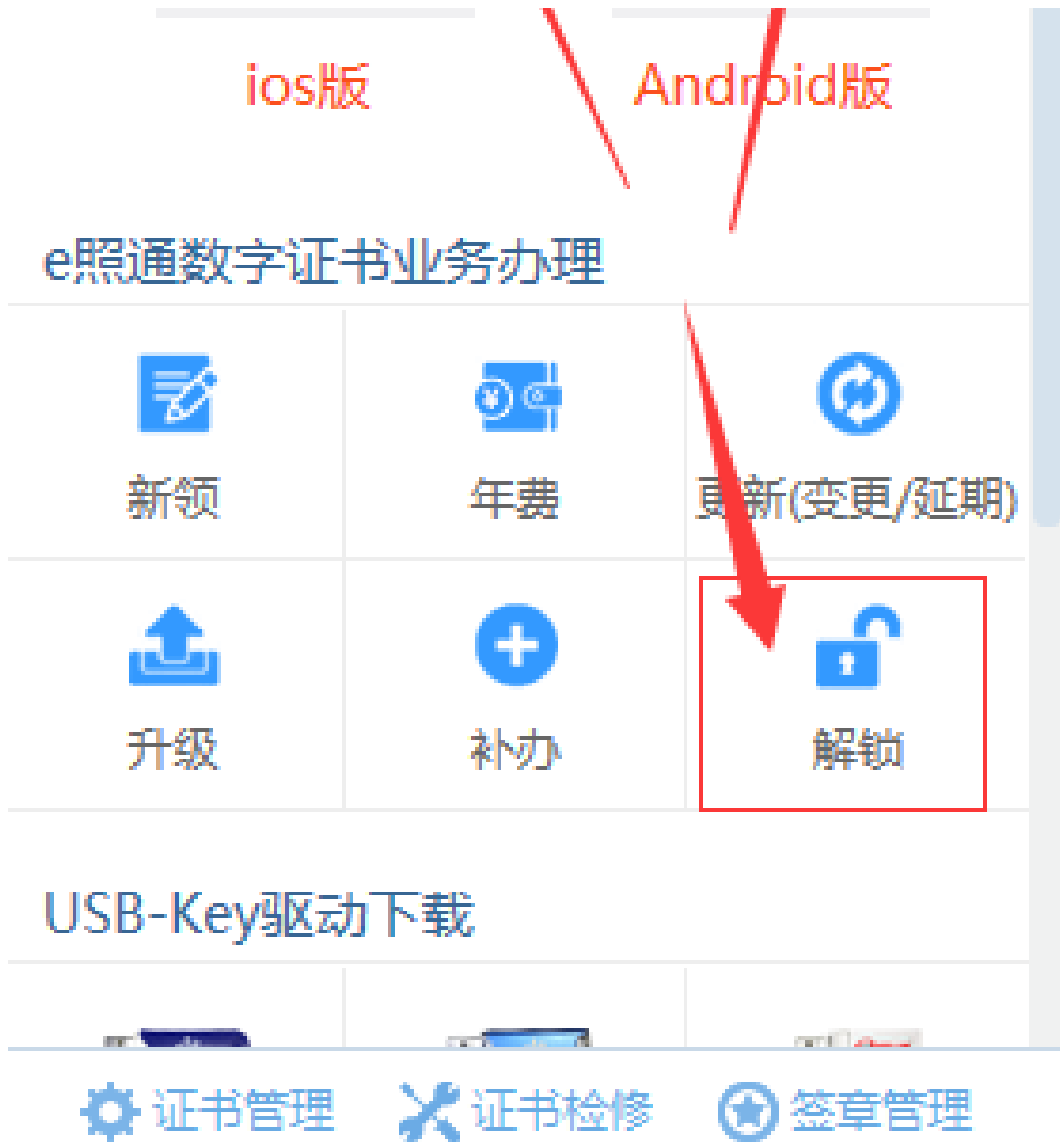 ios版 Android版
e照通数字证书业务办理
新领 年费 更新(变更/延期)
升级 补办 解锁
USB-Key驱动下载
证书管理 证书检修 签章管理